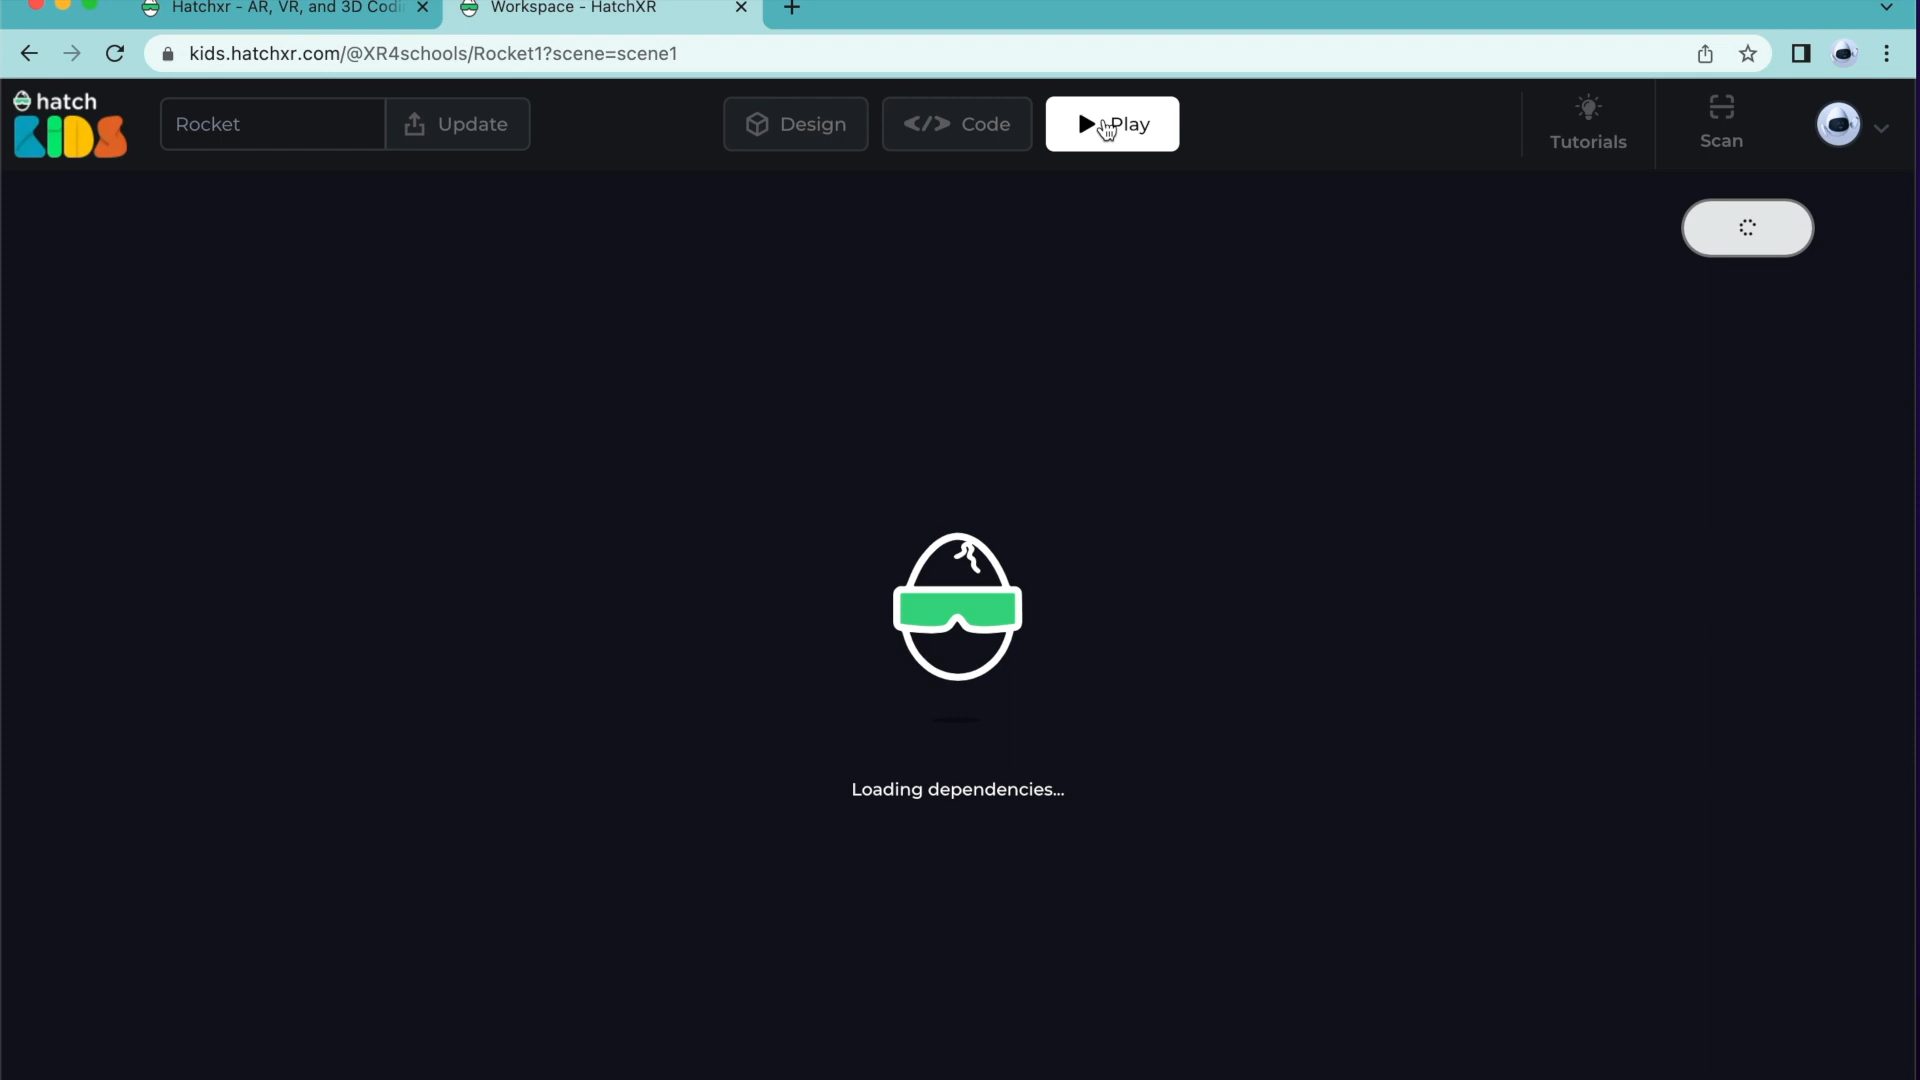 Hatchxr - AR, VR, and 3D Codi
Workspace - HatchXR
kids.hatchxr.com/@XR4schools/Rocket1?scene=scene1
hatch
KIDS
Rocket
Update
Design
</> Code
Play
Tutorials
Scan
Loading dependencies...